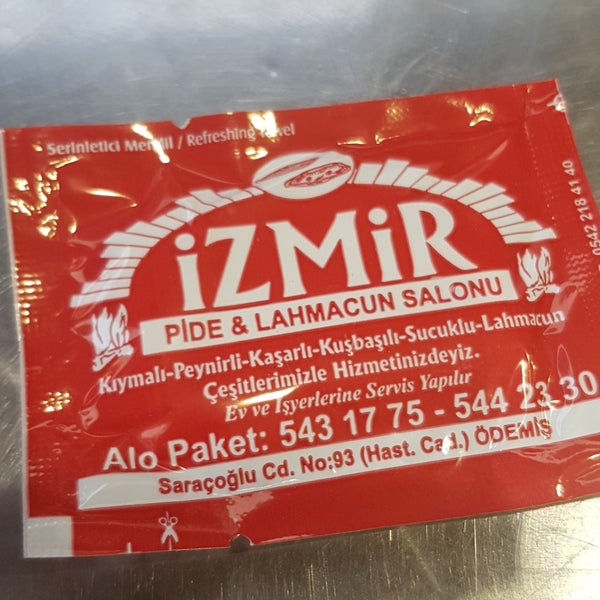 Serinletici Mendil / Refreshing Towel
İZMİR
PİDE & LAHMACUN SALONU
Kıymalı-Peynirli-Kaşarlı-Kuşbaşılı-Sucuklu-Lahmacun
Çeşitlerimizle Hizmetinizdeyiz.
Ev ve İşyerlerine Servis Yapılır
Alo Paket: 543 17 75 - 544 23 30
Saraçoğlu Cd. No:93 (Hast. Cad.) ÖDEMİŞ
0542 218 41 40